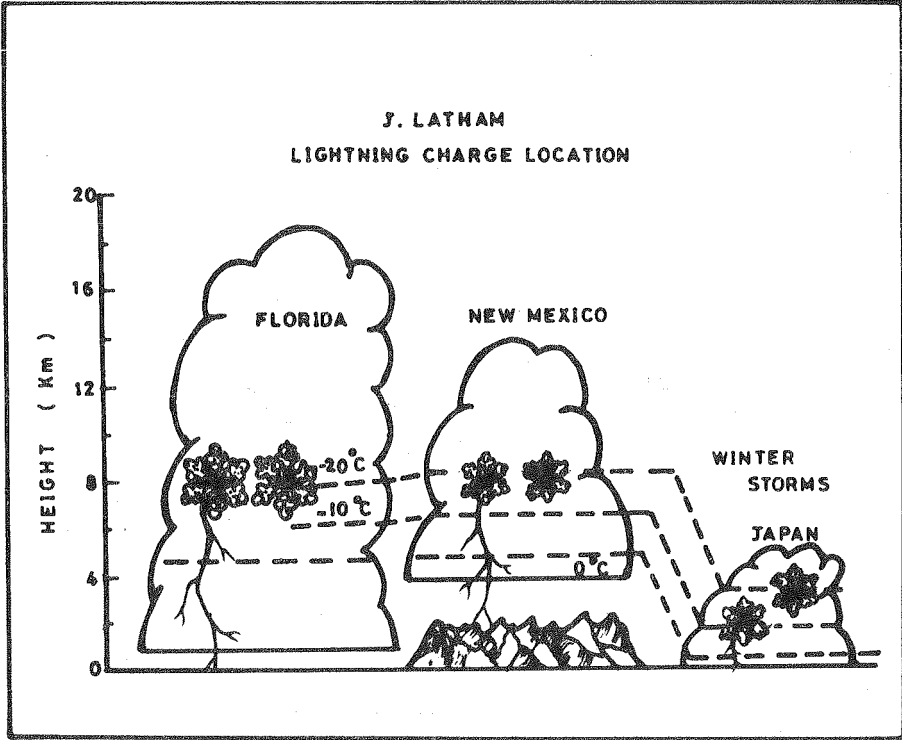 J. LATHAM
LIGHTNING CHARGE LOCATION
20
16
12
8
4
0
HEIGHT (Km)
FLORIDA
NEW MEXICO
-20°C
-10°C
0°C
WINTER
STORMS
JAPAN